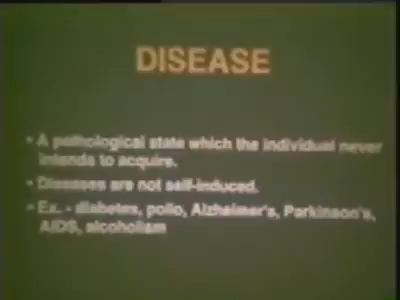 DISEASE
• A pathological state which the individual never
intends to acquire.
• Diseases are not self-induced.
• Ex. - diabetes, polio, Alzheimer's, Parkinson's,
AIDS, alcoholism